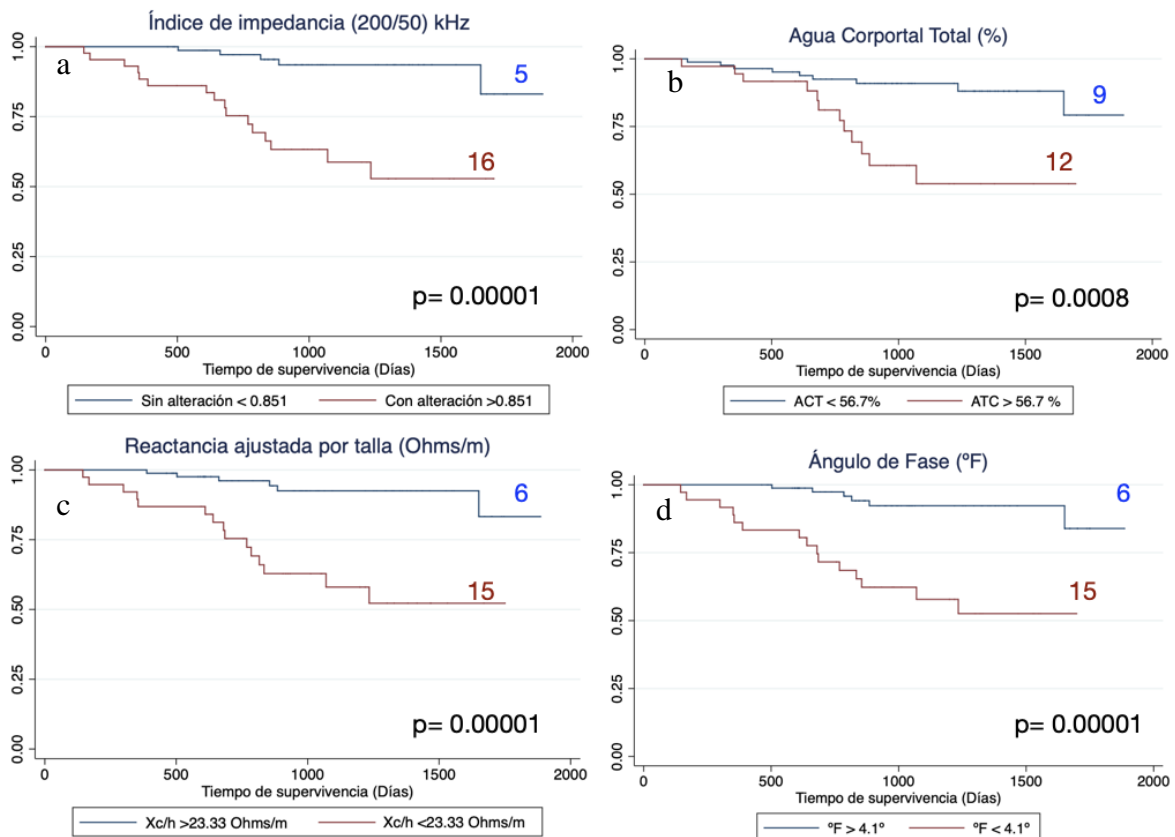 Índice de impedancia (200/50) kHz
a
1.00
0.75
0.50
0.25
0.00
5
16
p= 0.00001
0 500 1000 1500 2000
Tiempo de supervivencia (Días)
Sin alteración < 0.851 Con alteración >0.851
Agua Corportal Total (%)
b
1.00
0.75
0.50
0.25
0.00
9
12
p= 0.0008
0 500 1000 1500 2000
Tiempo de supervivencia (Días)
ACT < 56.7% ATC > 56.7 %
Reactancia ajustada por talla (Ohms/m)
c
1.00
0.75
0.50
0.25
0.00
6
15
p= 0.00001
0 500 1000 1500 2000
Tiempo de supervivencia (Días)
Xc/h >23.33 Ohms/m Xc/h <23.33 Ohms/m
Ángulo de Fase (ºF)
d
1.00
0.75
0.50
0.25
0.00
6
15
p= 0.00001
0 500 1000 1500 2000
Tiempo de supervivencia (Días)
ºF > 4.1º ºF < 4.1º